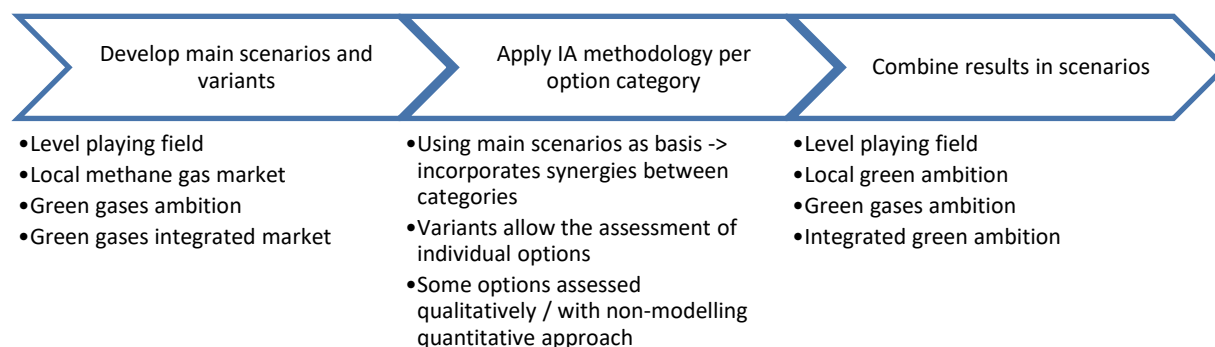 Develop main scenarios and
variants
Apply IA methodology per
option category
Combine results in scenarios
•Level playing field
•Local methane gas market
•Green gases ambition
•Green gases integrated market
•Using main scenarios as basis ->
incorporates synergies between
categories
•Variants allow the assessment of
individual options
•Some options assessed
qualitatively / with non-modelling
quantitative approach
•Level playing field
•Local green ambition
•Green gases ambition
•Integrated green ambition